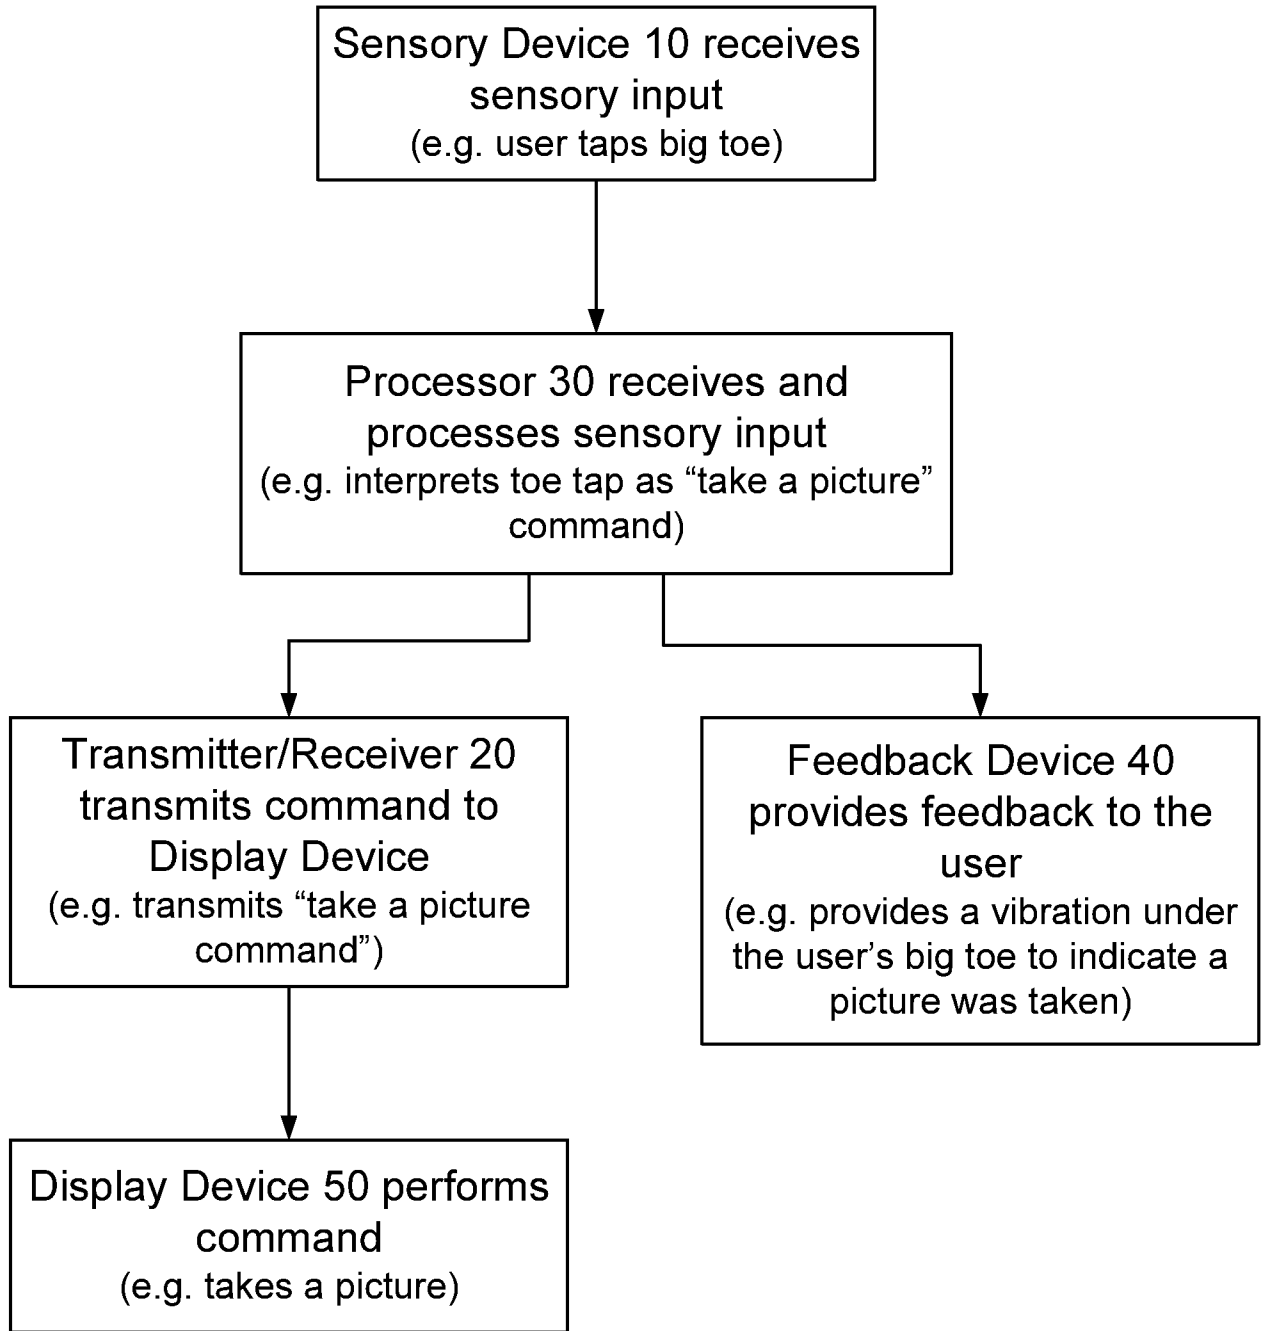 Sensory Device 10 receives
sensory input
(e.g. user taps big toe)
Processor 30 receives and
processes sensory input
(e.g. interprets toe tap as “take a picture”
command)
Transmitter/Receiver 20
transmits command to
Display Device
(e.g. transmits “take a picture
command”)
Feedback Device 40
provides feedback to the
user
(e.g. provides a vibration under
the user’s big toe to indicate a
picture was taken)
Display Device 50 performs
command
(e.g. takes a picture)